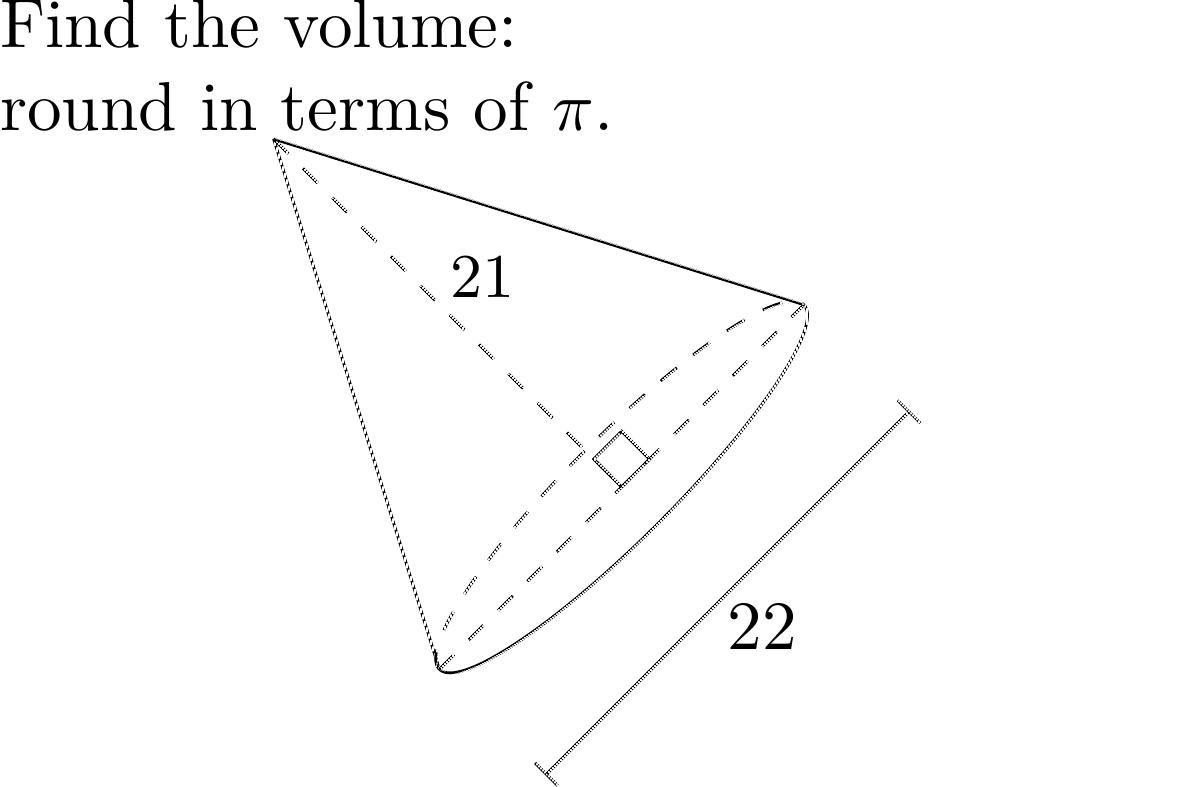 Find the volume:
round in terms of π.
21
22